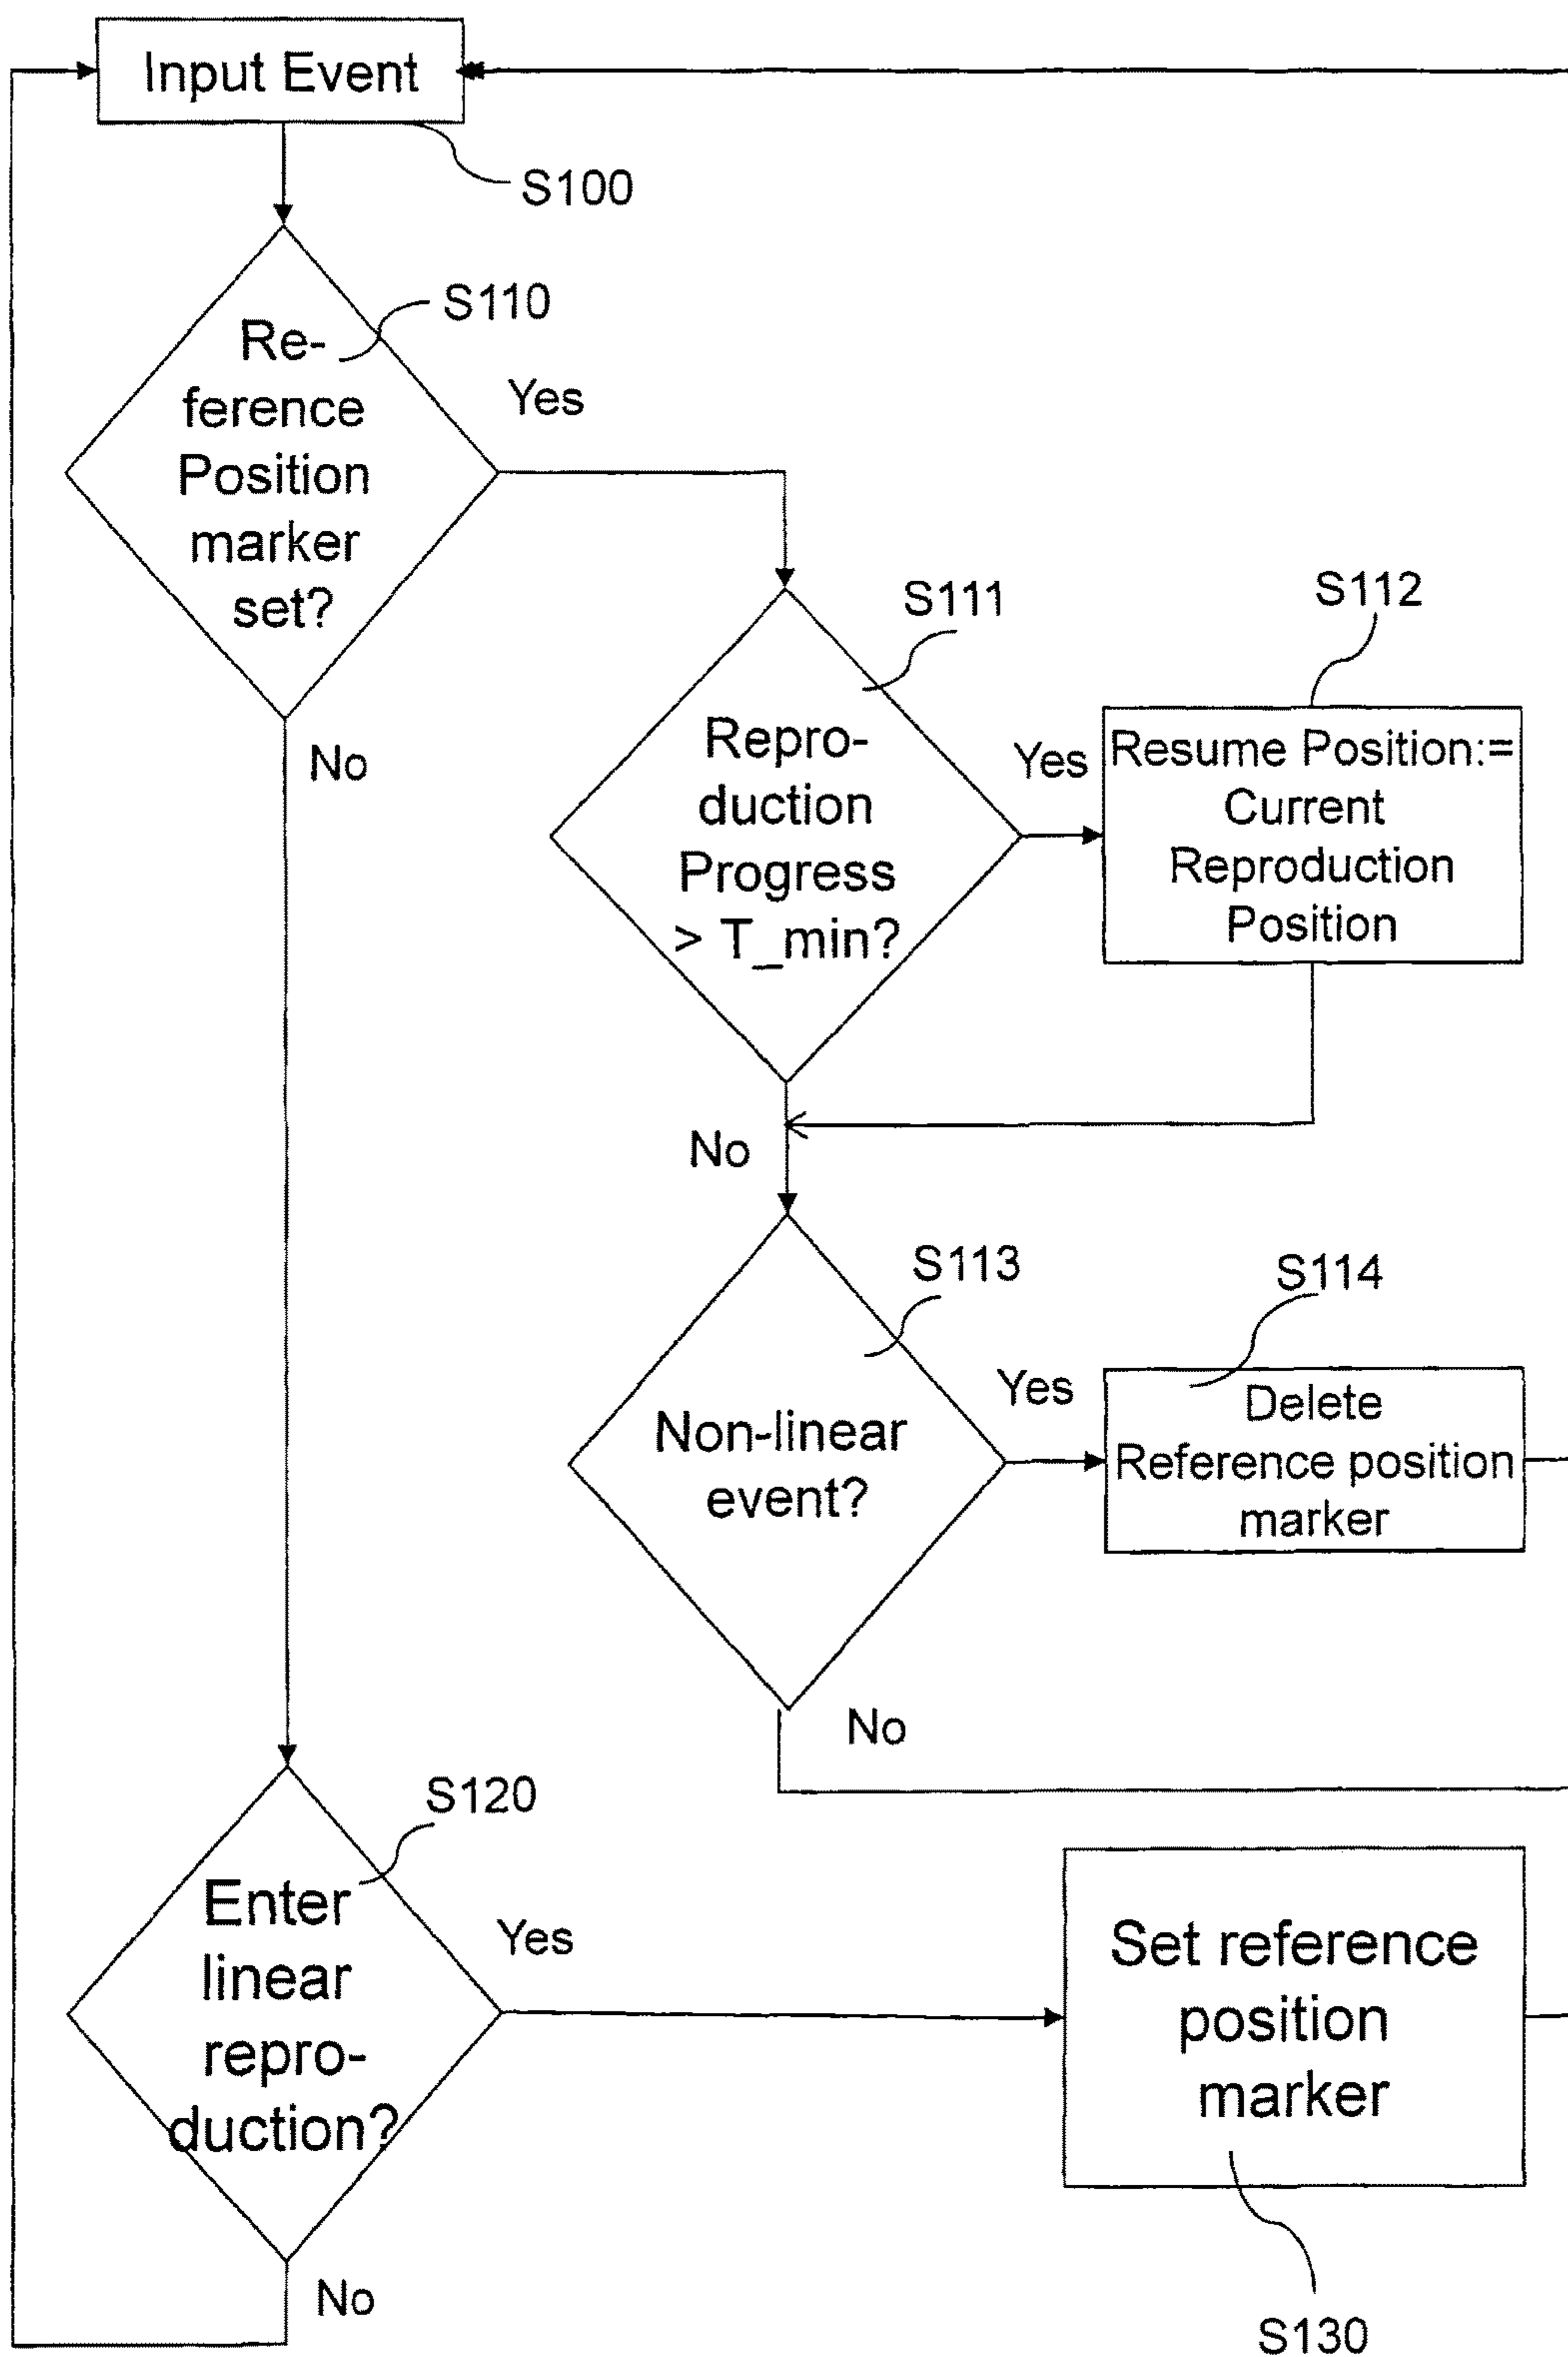 Input Event
S100
S110
Re-
ference
Position
marker
set?
Yes
No
S111
Repro-
duction
Progress
> T_min?
Yes
S112
Resume Position:=
Current
Reproduction
Position
No
S113
Non-linear
event?
Yes
S114
Delete
Reference position
marker
No
S120
Enter
linear
repro-
duction?
Yes
Set reference
position
marker
No
S130